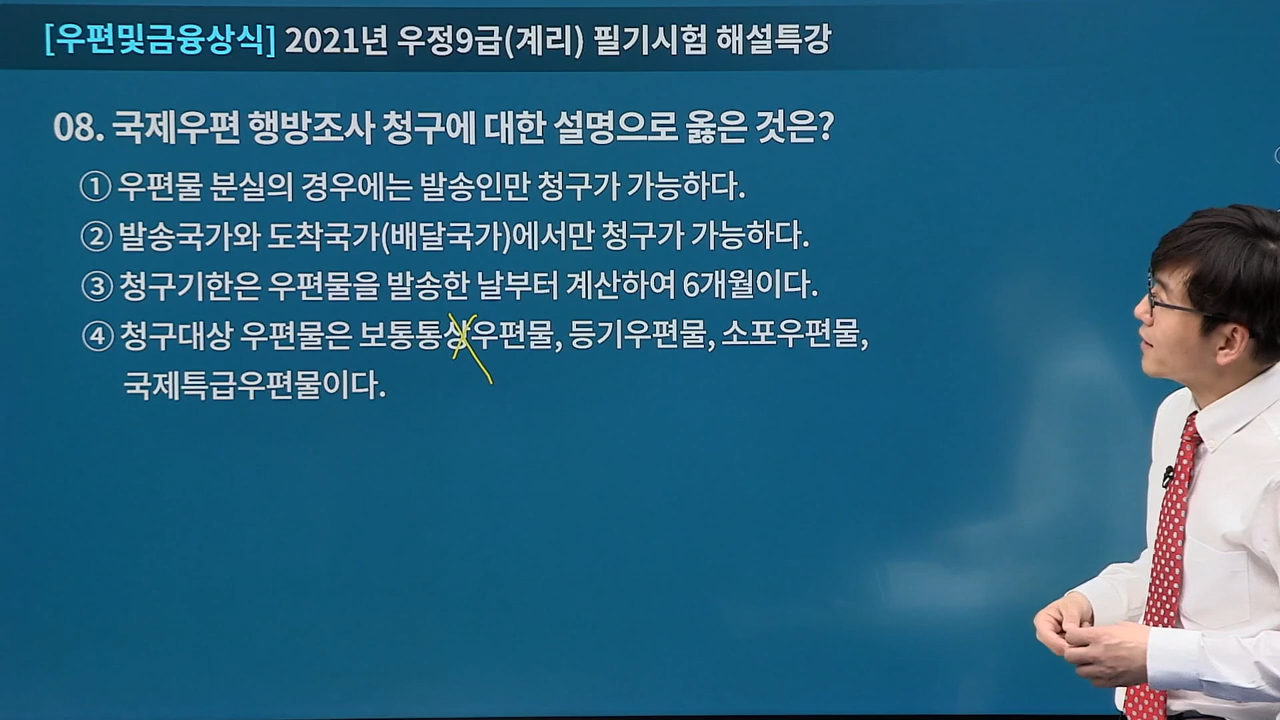 [우편및금융상식] 2021년 우정9급(계리) 필기시험 해설특강
08. 국제우편 행방조사 청구에 대한 설명으로 옳은 것은?
① 우편물 분실의 경우에는 발송인만 청구가 가능하다.
② 발송국가와 도착국가(배달국가)에서만 청구가 가능하다.
③ 청구기한은 우편물을 발송한 날부터 계산하여 6개월이다.
④ 청구대상 우편물은 보통통상우편물, 등기우편물, 소포우편물,
국제특급우편물이다.